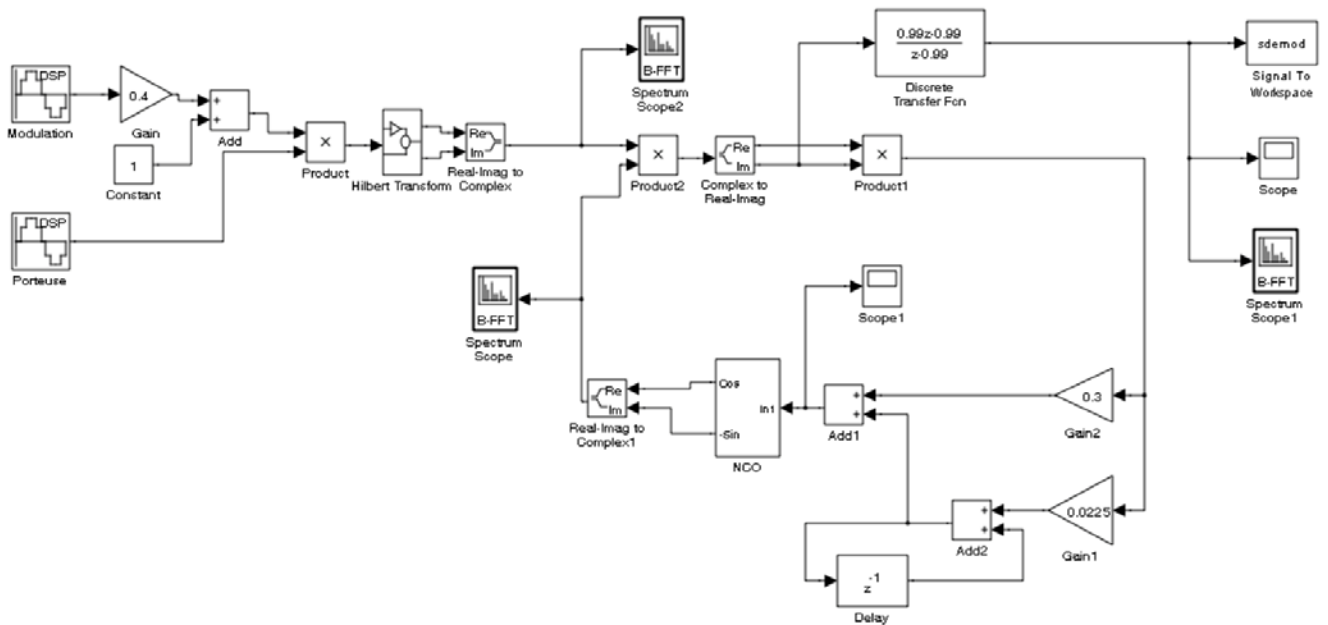 DSP
Modulation
0.4
Gain
+
+
Add
1
Constant
DSP
Porteuse
×
Product
Hilbert Transform
Re
Im
Real-Imag to
Complex
B-FFT
Spectrum
Scope2
×
Product2
Re
Im
Complex to
Real-Imag
0.99z-0.99
z-0.99
Discrete
Transfer Fcn
×
Product1
sdemod
Signal To
Workspace
Scope
B-FFT
Spectrum
Scope1
B-FFT
Spectrum
Scope
Re
Im
Real-Imag to
Complex1
Cos
-Sin
In1
NCO
Scope1
+
+
Add1
0.3
Gain2
0.0225
Gain1
+
+
Add2
z-1
Delay